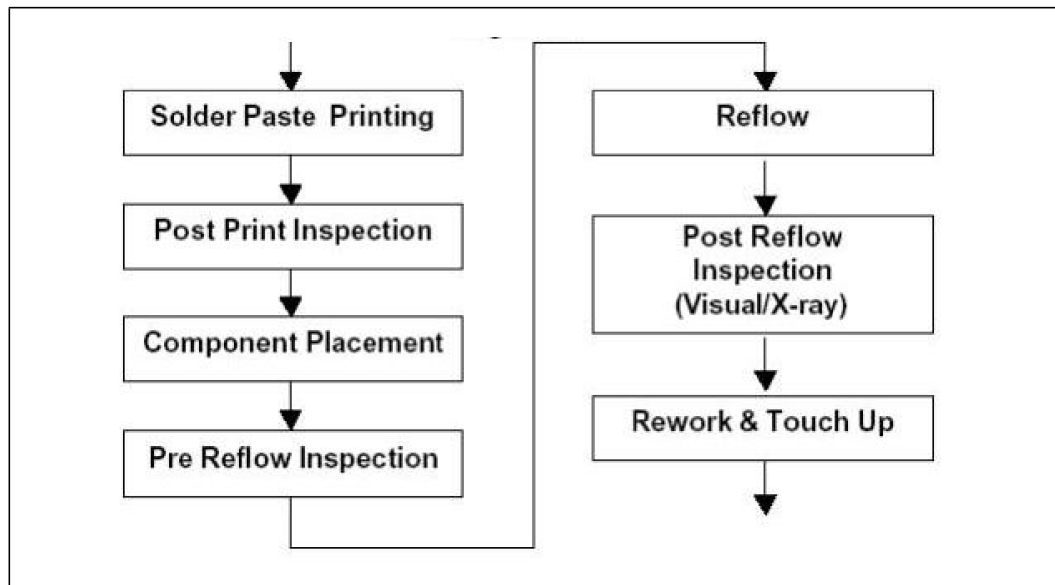 Solder Paste Printing
Post Print Inspection
Component Placement
Pre Reflow Inspection
Reflow
Post Reflow
Inspection
(Visual/X-ray)
Rework & Touch Up